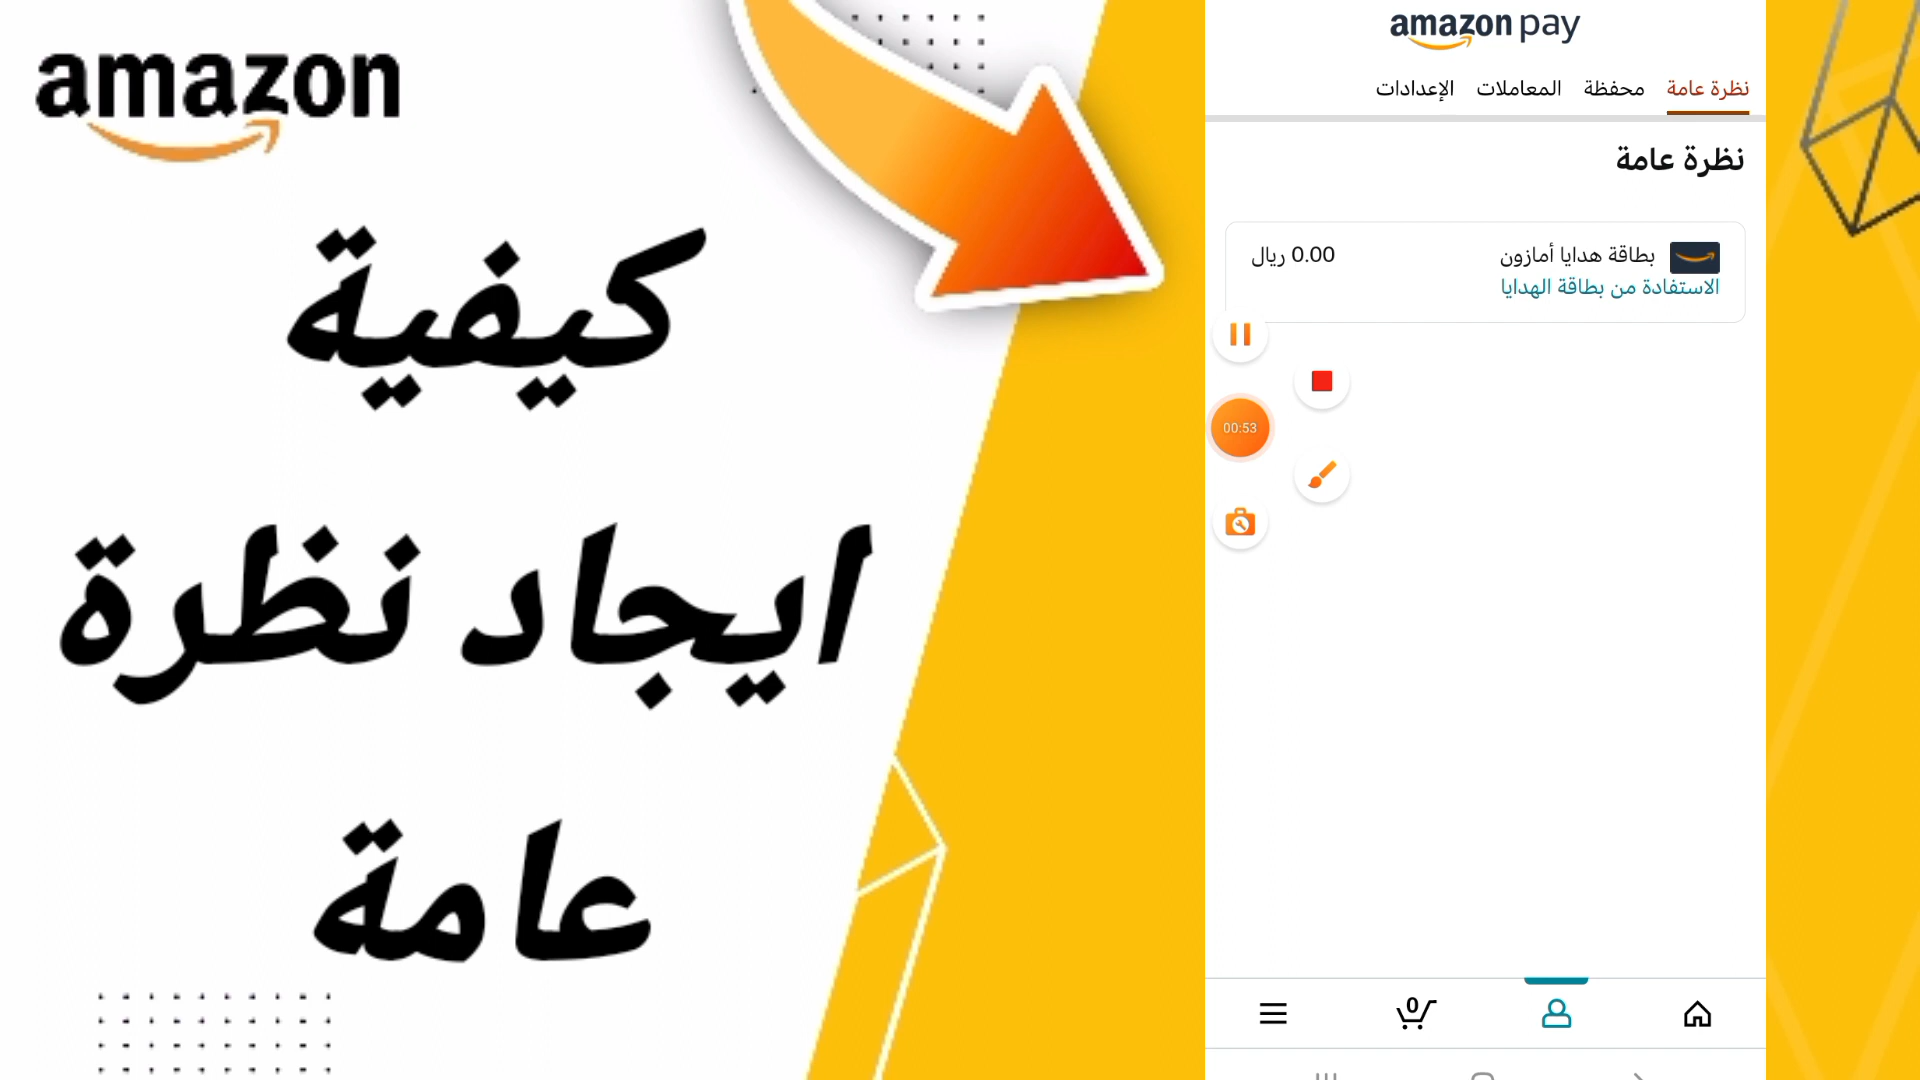 amazon
كيفية
ايجاد نظرة
عامة
amazon pay
نظرة عامة محفظة المعاملات الإعدادات
نظرة عامة
بطاقة هدايا أمازون 0.00 ريال
الاستفادة من بطاقة الهدايا
00:53
0